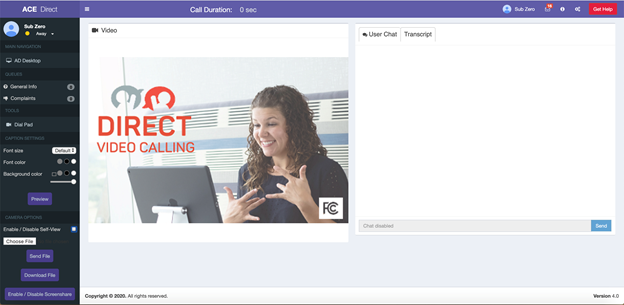 ACE Direct
Call Duration: 0 sec
Sub Zero
Get Help
Sub Zero
Away
MAIN NAVIGATION
AD Desktop
QUEUES
General Info 0
Complaints 0
TOOLS
Dial Pad
CAPTION SETTINGS
Font size Default
Font color
Background color
Preview
CAMERA OPTIONS
Enable / Disable Self-View
Choose File
Send File
Download File
Enable / Disable Screenshare
Video
DIRECT
VIDEO CALLING
FC
User Chat Transcript
Chat disabled Send
Copyright © 2020. All rights reserved. Version 4.0